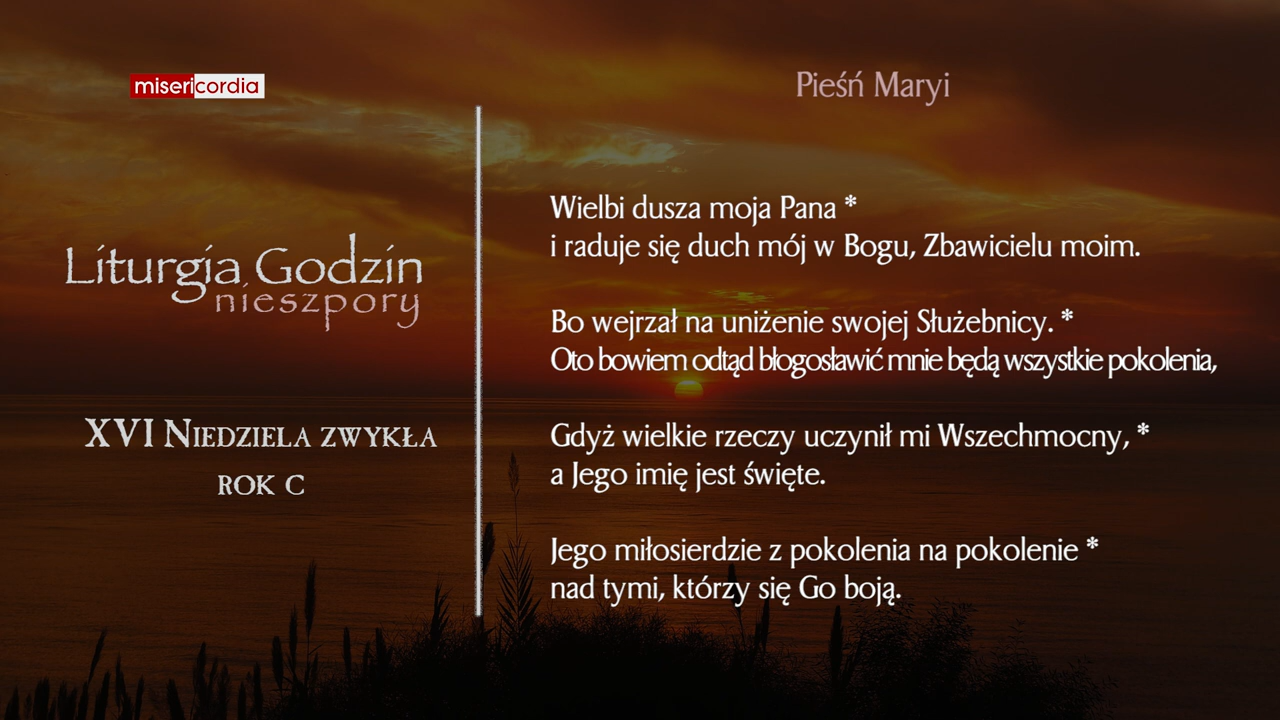 misericordia
Pieśń Maryi
Liturgia Godzin
nieszpory
XVI Niedziela zwykła
rok C
Wielbi dusza moja Pana *
i raduje się duch mój w Bogu, Zbawicielu moim.
Bo wejrzał na uniżenie swojej Służebnicy. *
Oto bowiem odtąd błogosławić mnie będą wszystkie pokolenia,
Gdyż wielkie rzeczy uczynił mi Wszechmocny, *
a Jego imię jest święte.
Jego miłosierdzie z pokolenia na pokolenie *
nad tymi, którzy się Go boją.